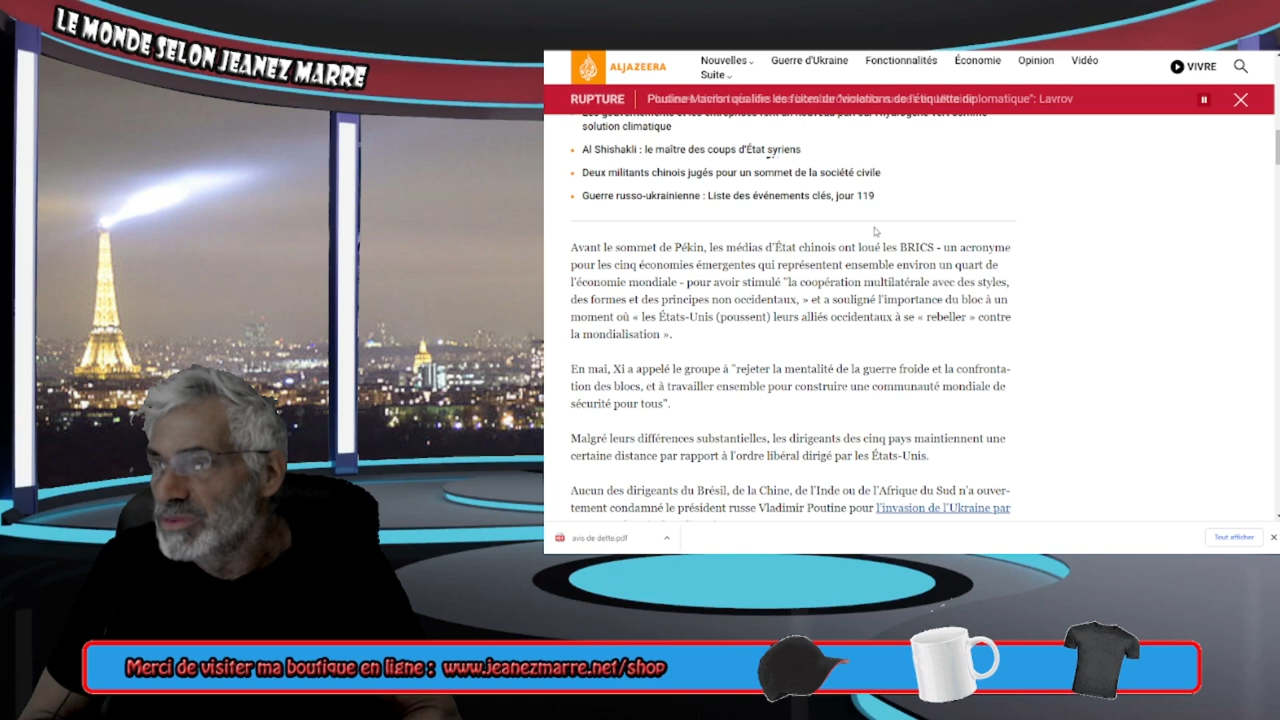 LE MONDE SELON JEANEZ MARRE
ALJAZEERA
Nouvelles Guerre d'Ukraine Fonctionnalités Économie Opinion Vidéo
Suite
VIVRE
RUPTURE
diplomatique": Lavrov
solution climatique
• Al Shishakli : le maître des coups d'État syriens
• Deux militants chinois jugés pour un sommet de la société civile
• Guerre russo-ukrainienne : Liste des événements clés, jour 119
Avant le sommet de Pékin, les médias d'État chinois ont loué les BRICS - un acronyme
pour les cinq économies émergentes qui représentent ensemble environ un quart de
l'économie mondiale - pour avoir stimulé "la coopération multilatérale avec des styles,
des formes et des principes non occidentaux, » et a souligné l'importance du bloc à un
moment où « les États-Unis (poussent) leurs alliés occidentaux à se « rebeller » contre
la mondialisation ».
En mai, Xi a appelé le groupe à "rejeter la mentalité de la guerre froide et la confronta-
tion des blocs, et à travailler ensemble pour construire une communauté mondiale de
sécurité pour tous".
Malgré leurs différences substantielles, les dirigeants des cinq pays maintiennent une
certaine distance par rapport à l'ordre libéral dirigé par les États-Unis.
Aucun des dirigeants du Brésil, de la Chine, de l'Inde ou de l'Afrique du Sud n'a ouver-
tement condamné le président russe Vladimir Poutine pour l'invasion de l'Ukraine par
avis de dette.pdf
Tout afficher
Merci de visiter ma boutique en ligne : www.jeanezmarre.net/shop